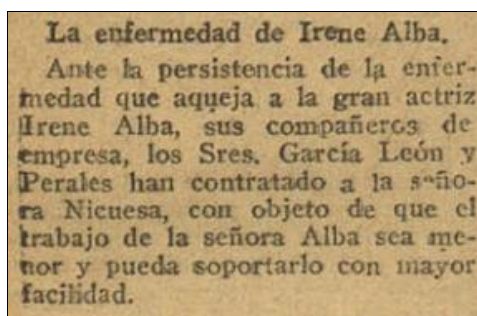 La enfermedad de Irene Alba.
Ante la persistencia de la enfer-
medad que aqueja a la gran actriz
Irene Alba, sus compañeros de
empresa, los Sres. García León y
Perales han contratado a la seño-
ra Nicuesa, con objeto de que el
trabajo de la señora Alba sea me-
nor y pueda soportarlo con mayor
facilidad.